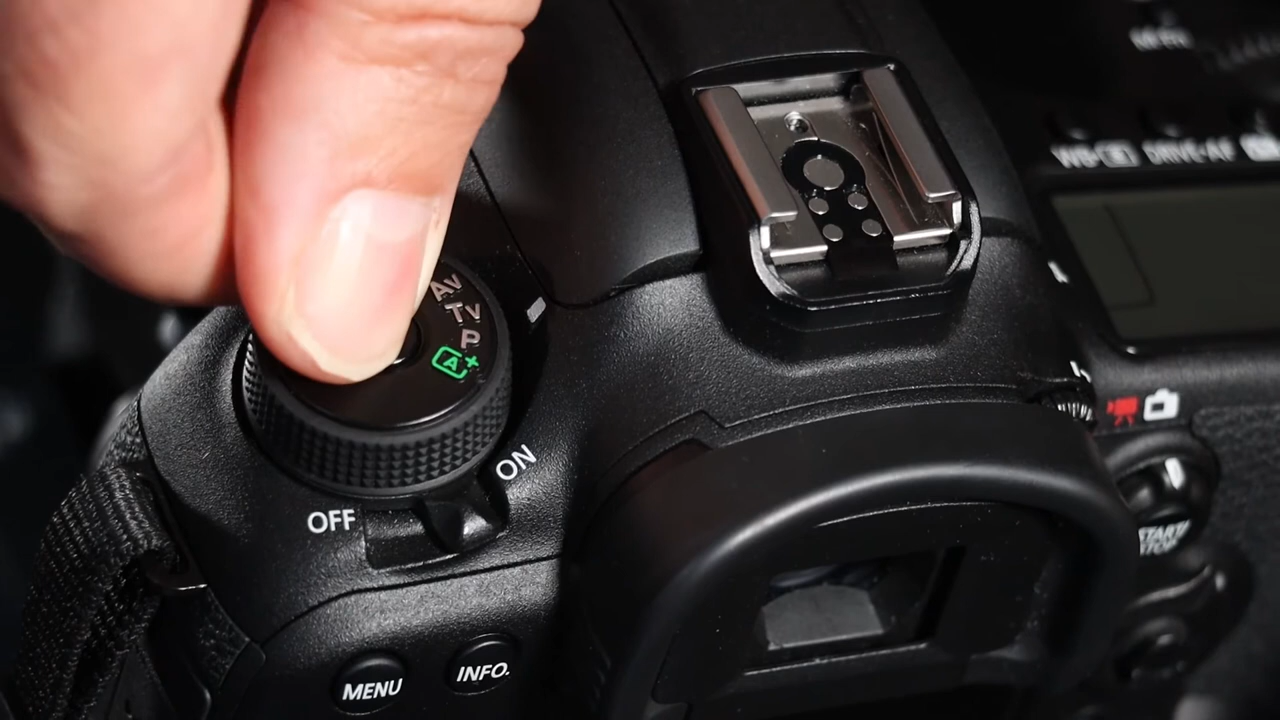 WB•
DRIVE•AF
Av
Tv
P
A+
ON
OFF
START/
STOP
MENU
INFO.